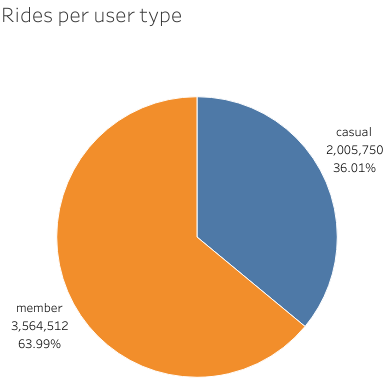 Rides per user type
casual
2,005,750
36.01%
member
3,564,512
63.99%